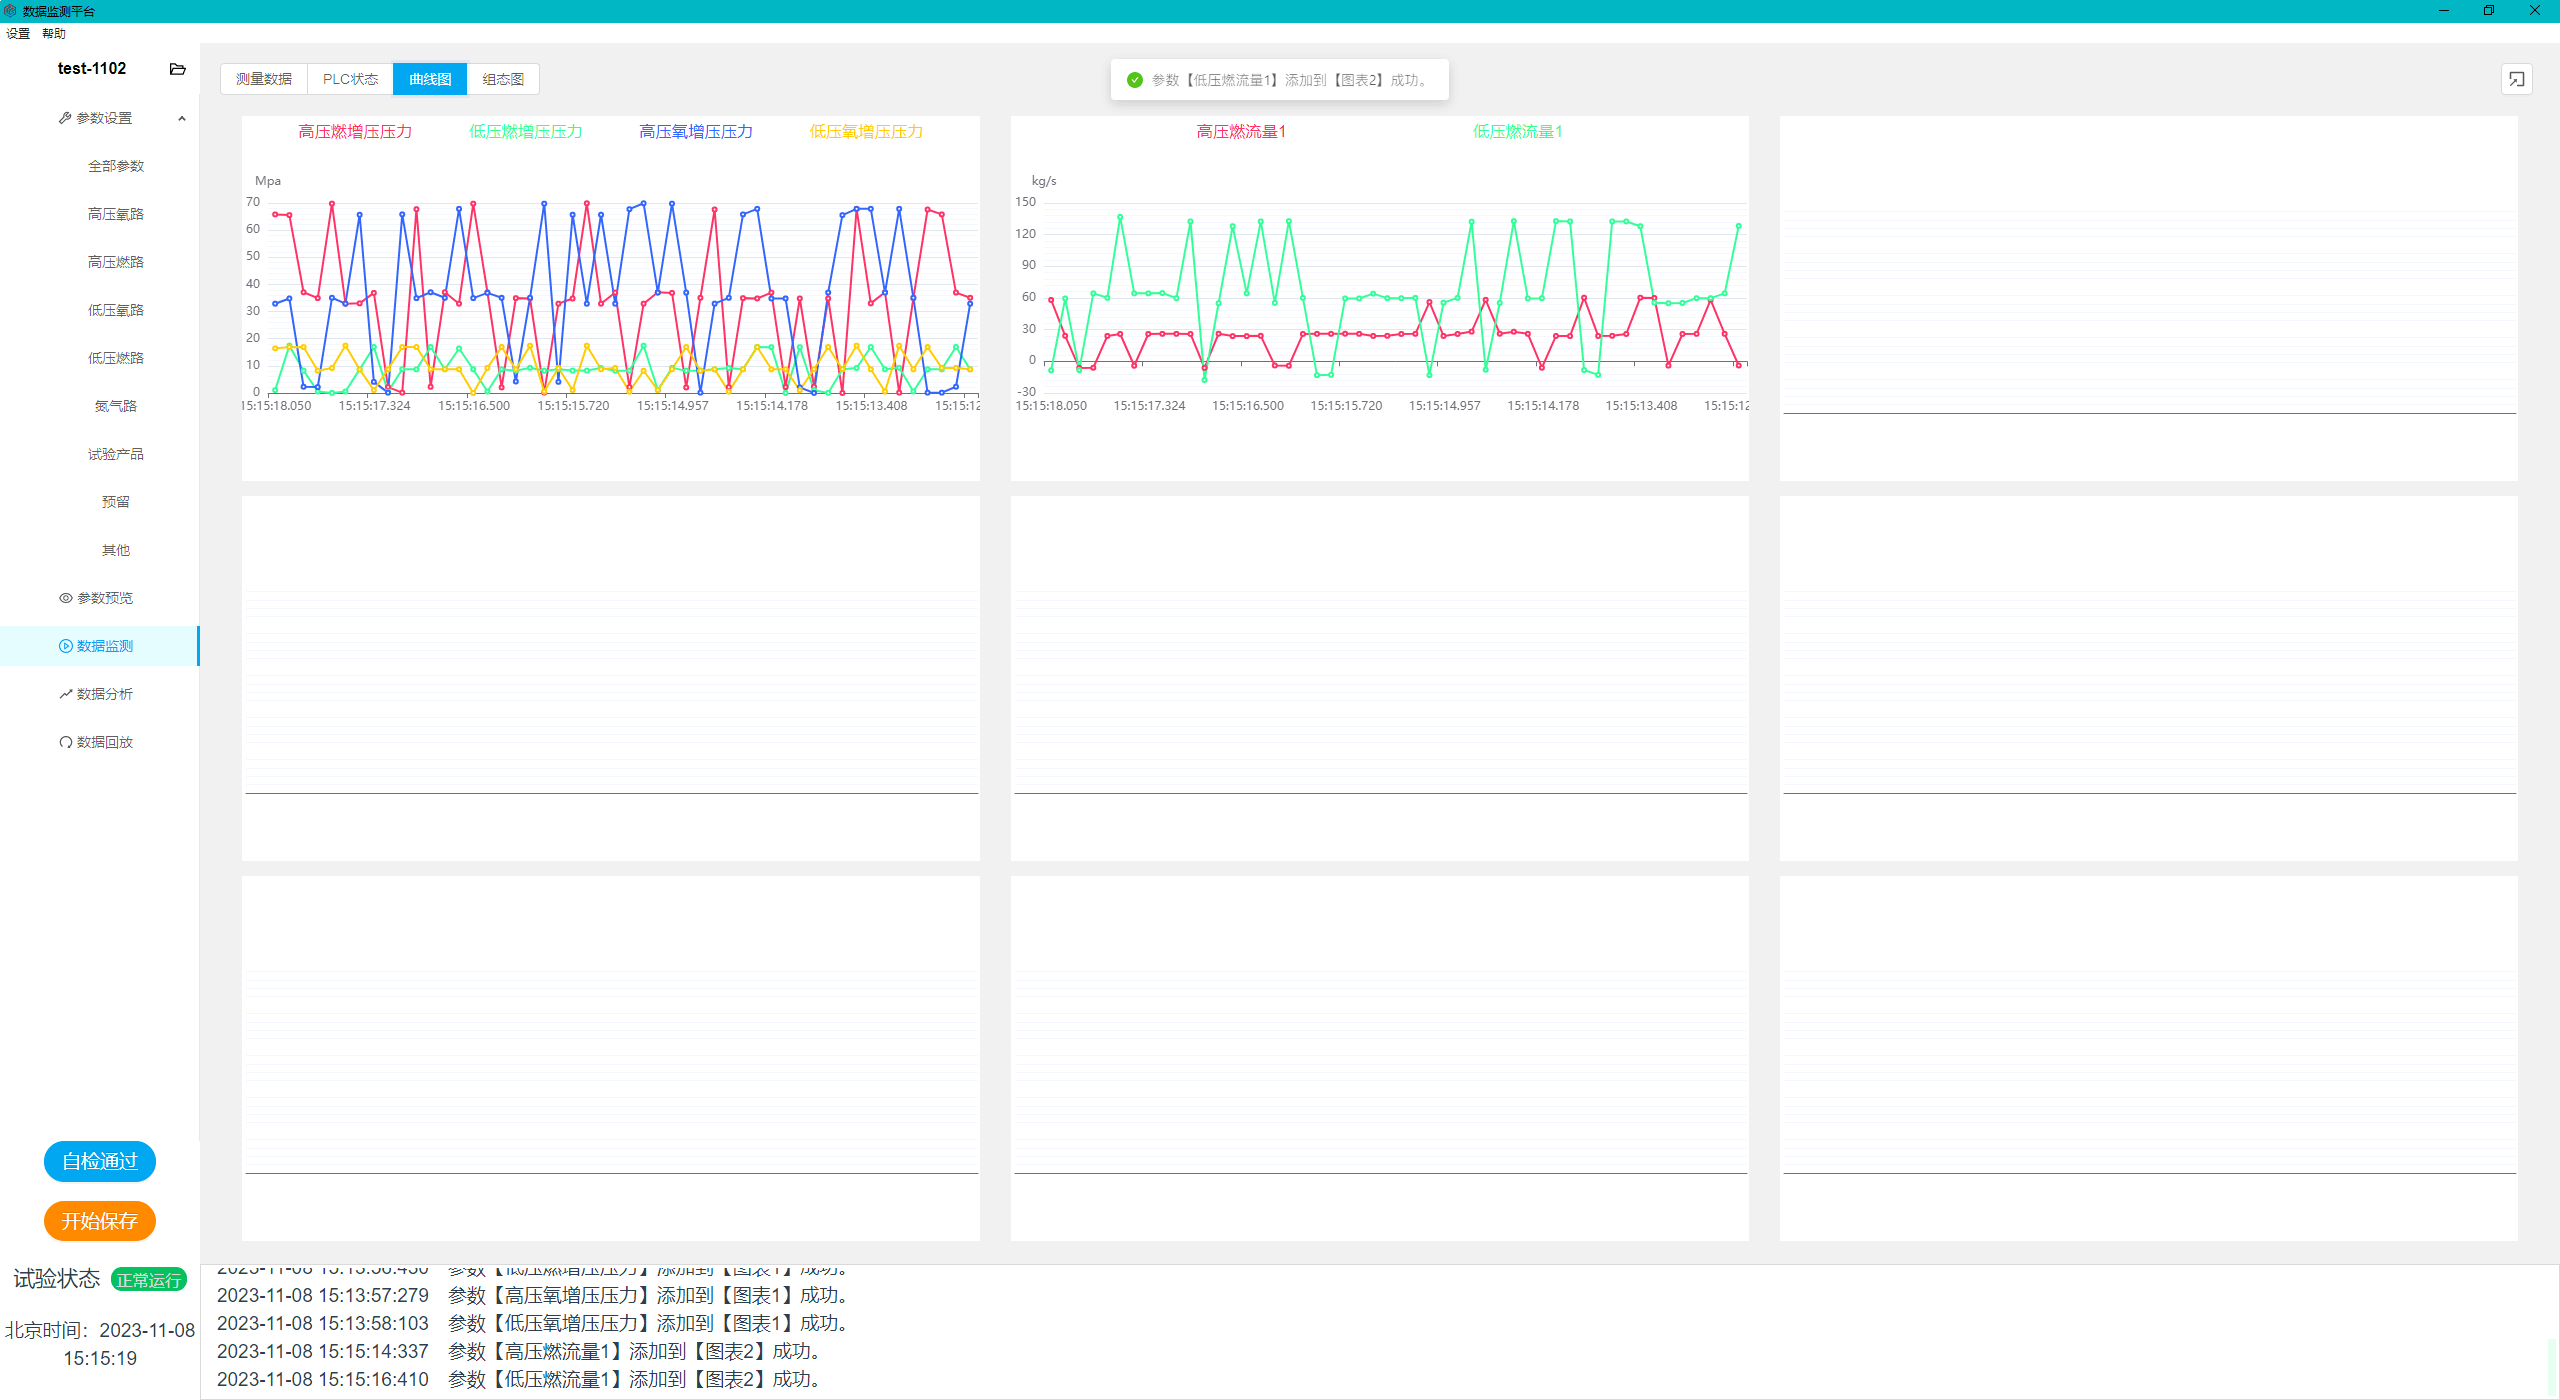 数据监测平台
设置 帮助
test-1102
参数设置
全部参数
高压氧路
高压燃路
低压氧路
低压燃路
氮气路
试验产品
预留
其他
参数预览
数据监测
数据分析
数据回放
自检通过
开始保存
试验状态 正常运行
北京时间：2023-11-08
15:15:19
测量数据 PLC状态 曲线图 组态图
参数【低压燃流量1】添加到【图表2】成功。
高压燃增压压力 低压燃增压压力 高压氧增压压力 低压氧增压压力
Mpa
70
60
50
40
30
20
10
0
15:15:18.050 15:15:17.324 15:15:16.500 15:15:15.720 15:15:14.957 15:15:14.178 15:15:13.408 15:15:12
高压燃流量1 低压燃流量1
kg/s
150
120
90
60
30
0
-30
15:15:18.050 15:15:17.324 15:15:16.500 15:15:15.720 15:15:14.957 15:15:14.178 15:15:13.408 15:15:12
2023-11-08 15:13:56:430 参数【低压燃增压压力】添加到【图表1】成功。
2023-11-08 15:13:57:279 参数【高压氧增压压力】添加到【图表1】成功。
2023-11-08 15:13:58:103 参数【低压氧增压压力】添加到【图表1】成功。
2023-11-08 15:15:14:337 参数【高压燃流量1】添加到【图表2】成功。
2023-11-08 15:15:16:410 参数【低压燃流量1】添加到【图表2】成功。